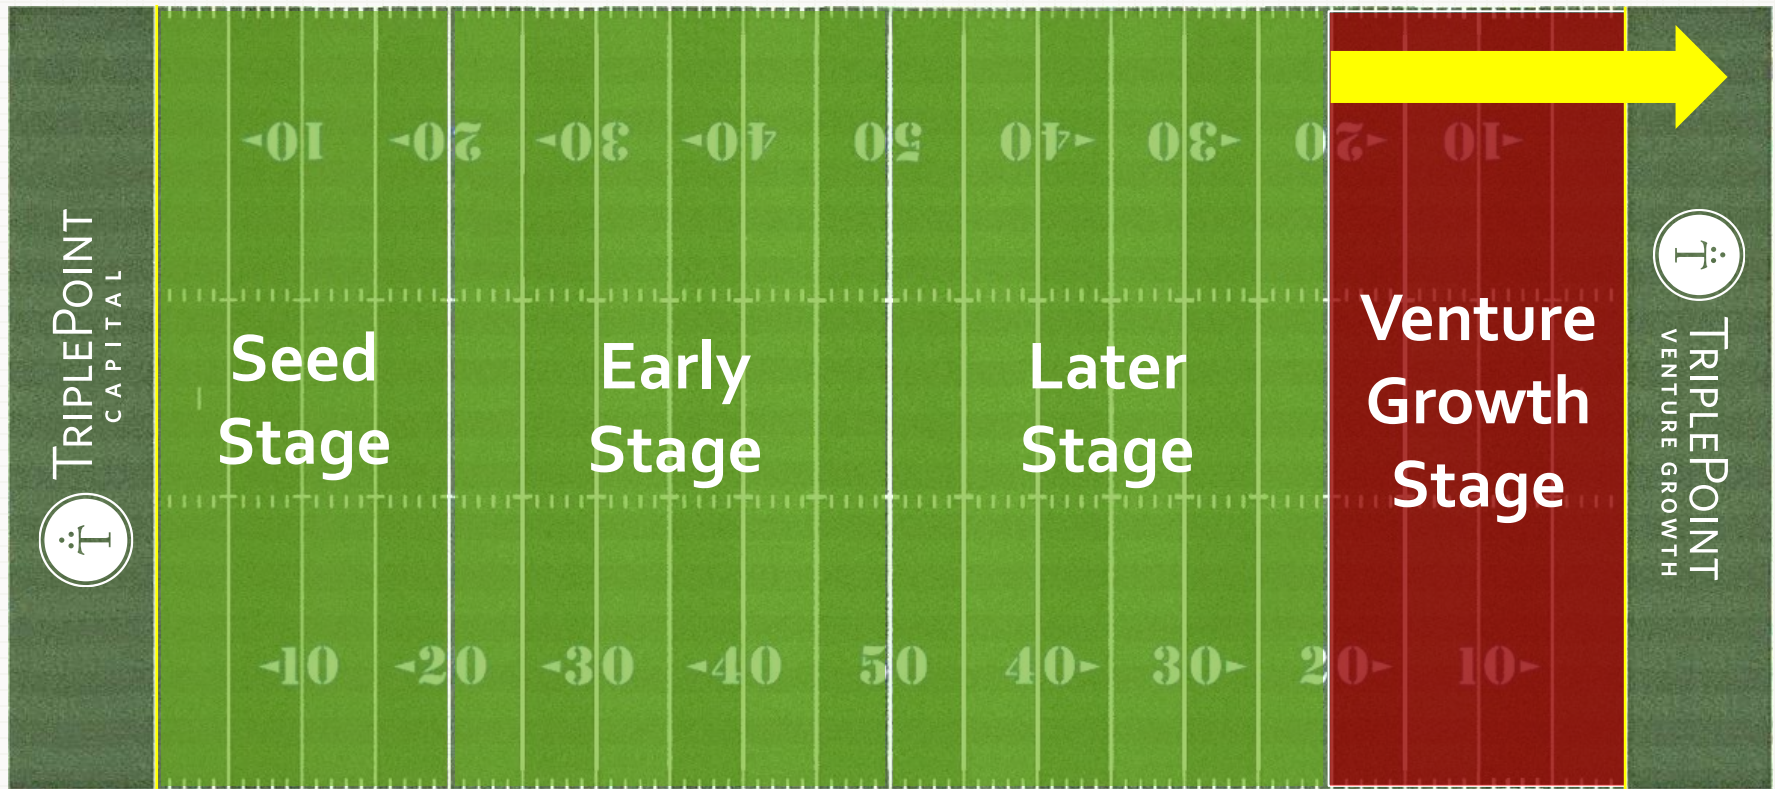 10 20 30 40 50 40 30 20 10
TRIPLEPOINT
CAPITAL
Seed
Stage
Early
Stage
Later
Stage
Venture
Growth
Stage
TRIPLEPOINT
VENTURE GROWTH
10 20 30 40 50 40 30 20 10